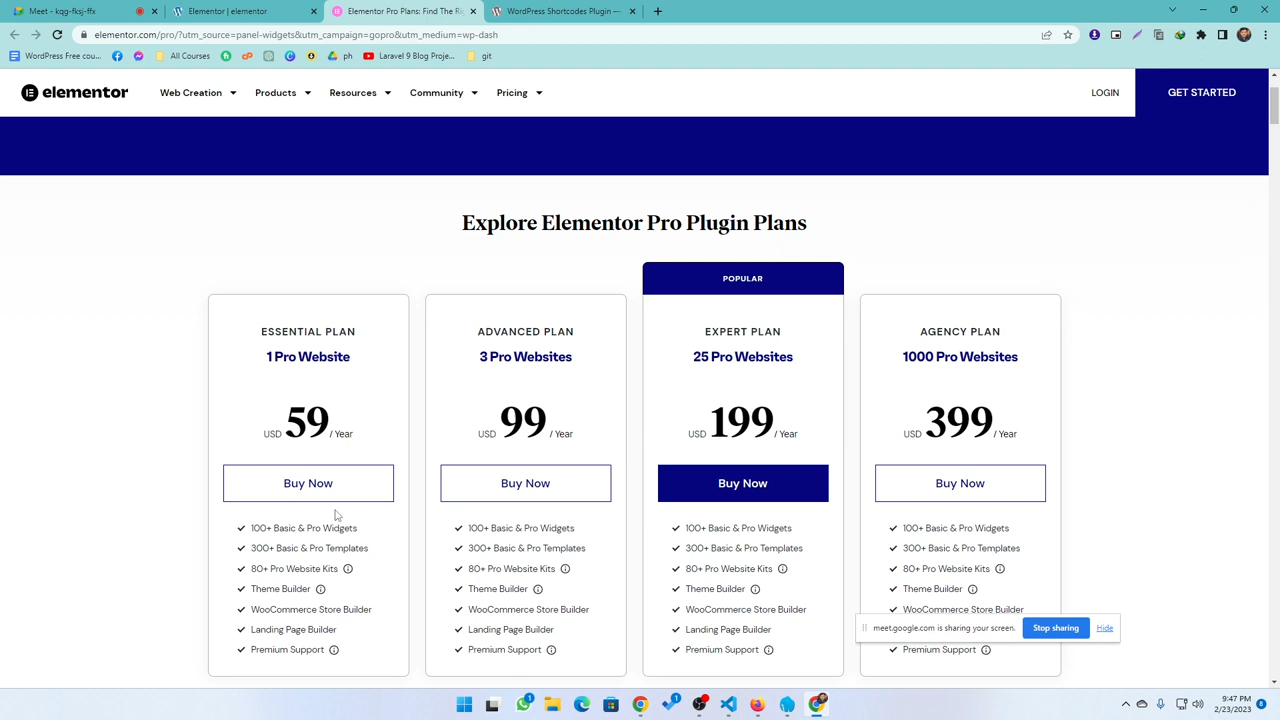 Meet - kqg-fksj-ffx
Elementor | elementor
Elementor Pro Plans: Find The Ri
WordPress Shortcodes Plugin —
elementor.com/pro/?utm_source=panel-widgets&utm_campaign=gopro&utm_medium=wp-dash
WordPress Free cou...
All Courses
ph
Laravel 9 Blog Proje...
git
elementor
Web Creation
Products
Resources
Community
Pricing
LOGIN
GET STARTED
Explore Elementor Pro Plugin Plans
ESSENTIAL PLAN
1 Pro Website
USD 59 / Year
Buy Now
100+ Basic & Pro Widgets
300+ Basic & Pro Templates
80+ Pro Website Kits
Theme Builder
WooCommerce Store Builder
Landing Page Builder
Premium Support
ADVANCED PLAN
3 Pro Websites
USD 99 / Year
Buy Now
100+ Basic & Pro Widgets
300+ Basic & Pro Templates
80+ Pro Website Kits
Theme Builder
WooCommerce Store Builder
Landing Page Builder
Premium Support
POPULAR
EXPERT PLAN
25 Pro Websites
USD 199 / Year
Buy Now
100+ Basic & Pro Widgets
300+ Basic & Pro Templates
80+ Pro Website Kits
Theme Builder
WooCommerce Store Builder
Landing Page Builder
Premium Support
AGENCY PLAN
1000 Pro Websites
USD 399 / Year
Buy Now
100+ Basic & Pro Widgets
300+ Basic & Pro Templates
80+ Pro Website Kits
Theme Builder
WooCommerce Store Builder
meet.google.com is sharing your screen.
Stop sharing
Hide
Premium Support
9:47 PM
2/23/2023